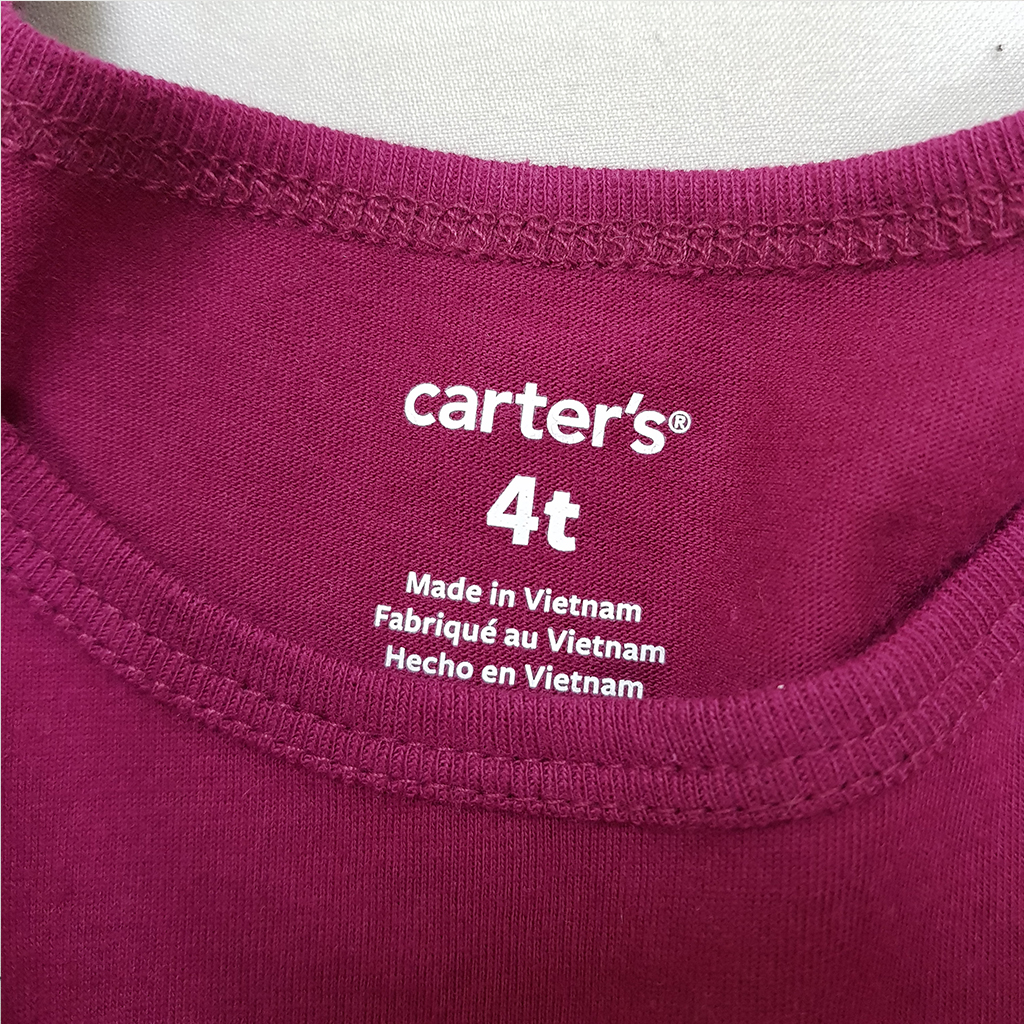 carter's®
4t
Made in Vietnam
Fabriqué au Vietnam
Hecho en Vietnam